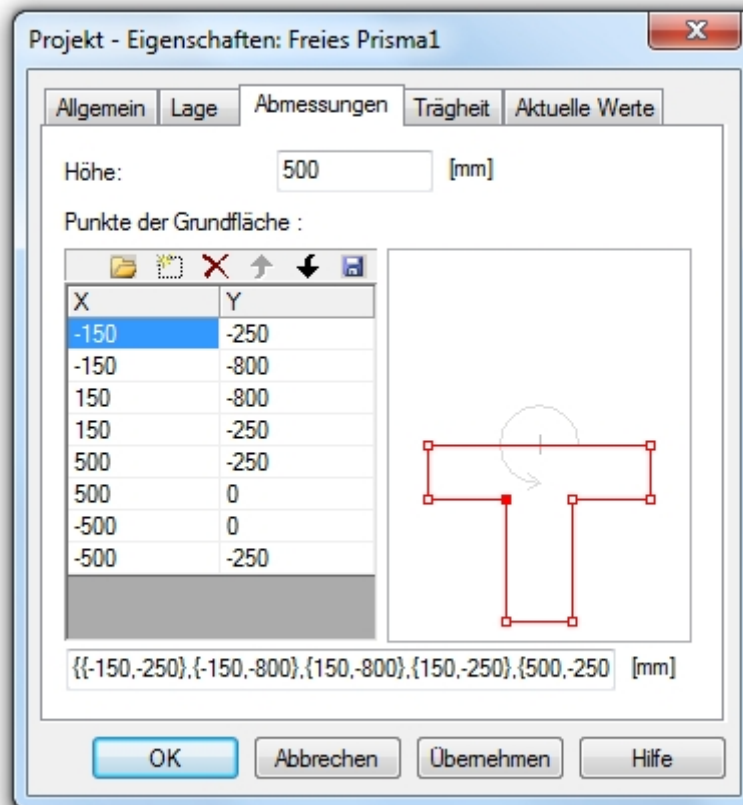 Projekt - Eigenschaften: Freies Prisma1
Allgemein Lage Abmessungen Trägheit Aktuelle Werte
Höhe: 500 [mm]
Punkte der Grundfläche :
X Y
-150 -250
-150 -800
150 -800
150 -250
500 -250
500 0
-500 0
-500 -250
{{-150,-250},{-150,-800},{150,-800},{150,-250},{500,-250 [mm]
OK Abbrechen Übernehmen Hilfe